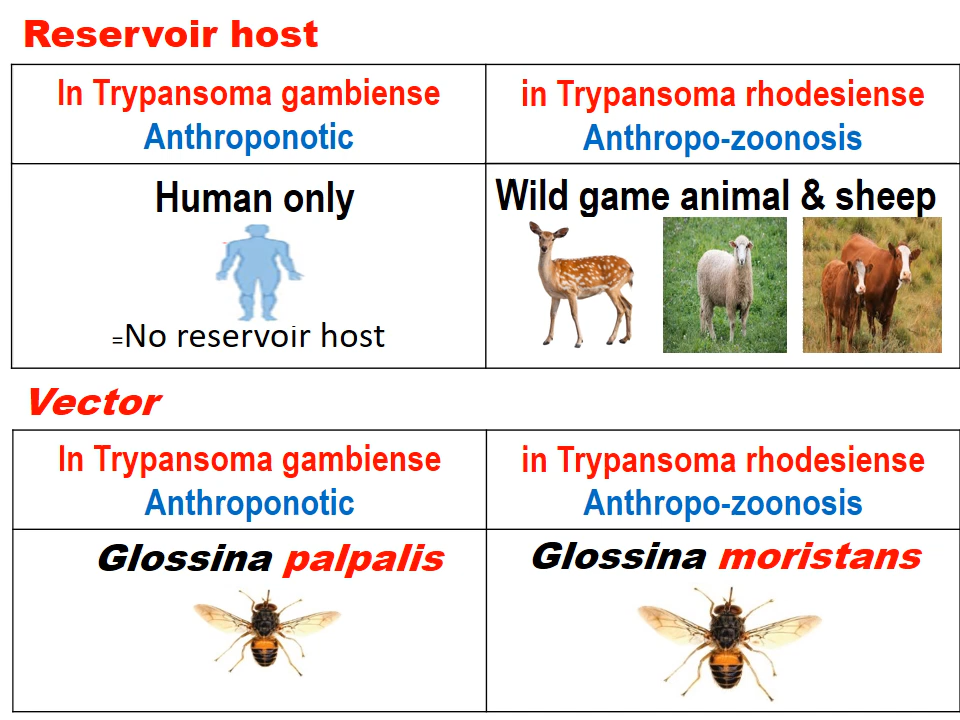 Reservoir host
In Trypansoma gambiense
Anthroponotic
in Trypansoma rhodesiense
Anthropo-zoonosis
Human only
=No reservoir host
Wild game animal & sheep
Vector
In Trypansoma gambiense
Anthroponotic
in Trypansoma rhodesiense
Anthropo-zoonosis
Glossina palpalis
Glossina moristans